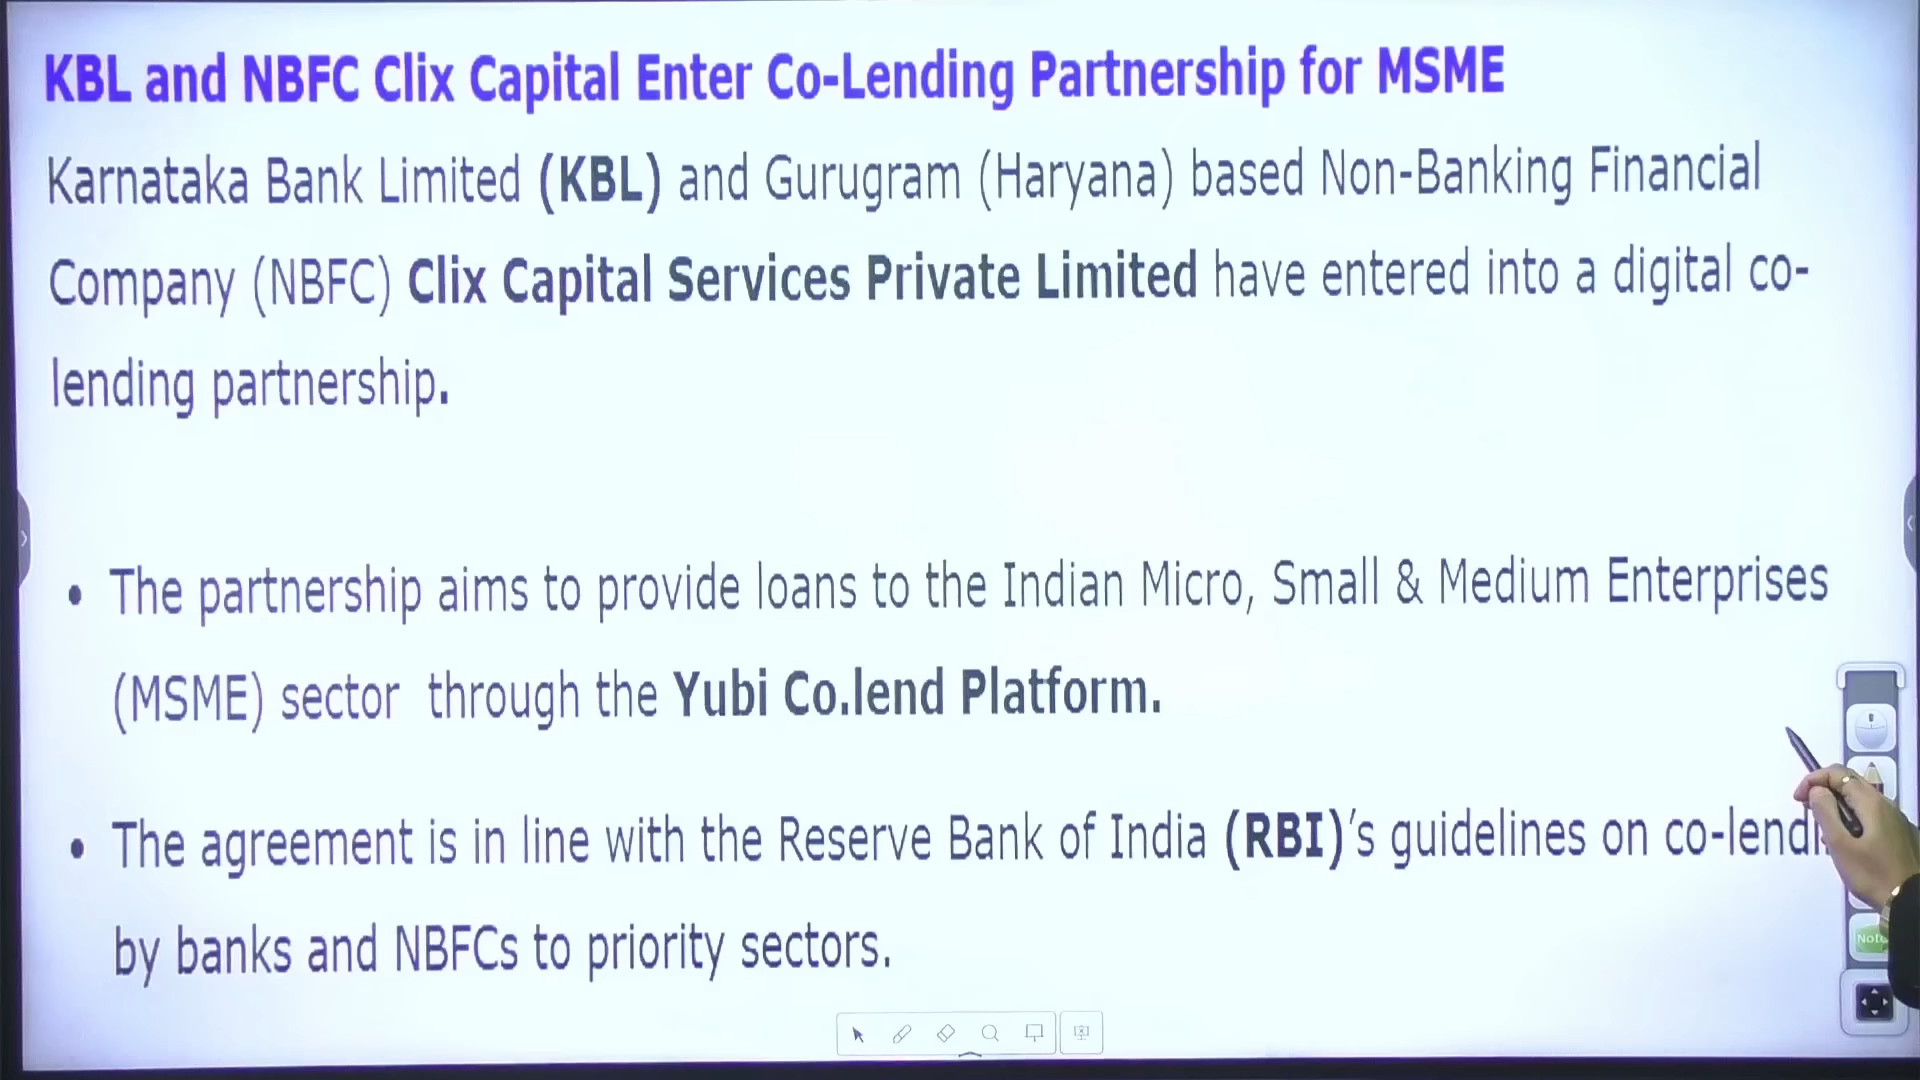 KBL and NBFC Clix Capital Enter Co-Lending Partnership for MSME
Karnataka Bank Limited (KBL) and Gurugram (Haryana) based Non-Banking Financial
Company (NBFC) Clix Capital Services Private Limited have entered into a digital co-
lending partnership.
• The partnership aims to provide loans to the Indian Micro, Small & Medium Enterprises
(MSME) sector through the Yubi Co.lend Platform.
• The agreement is in line with the Reserve Bank of India (RBI)'s guidelines on
by banks and NBFCs to priority sectors.